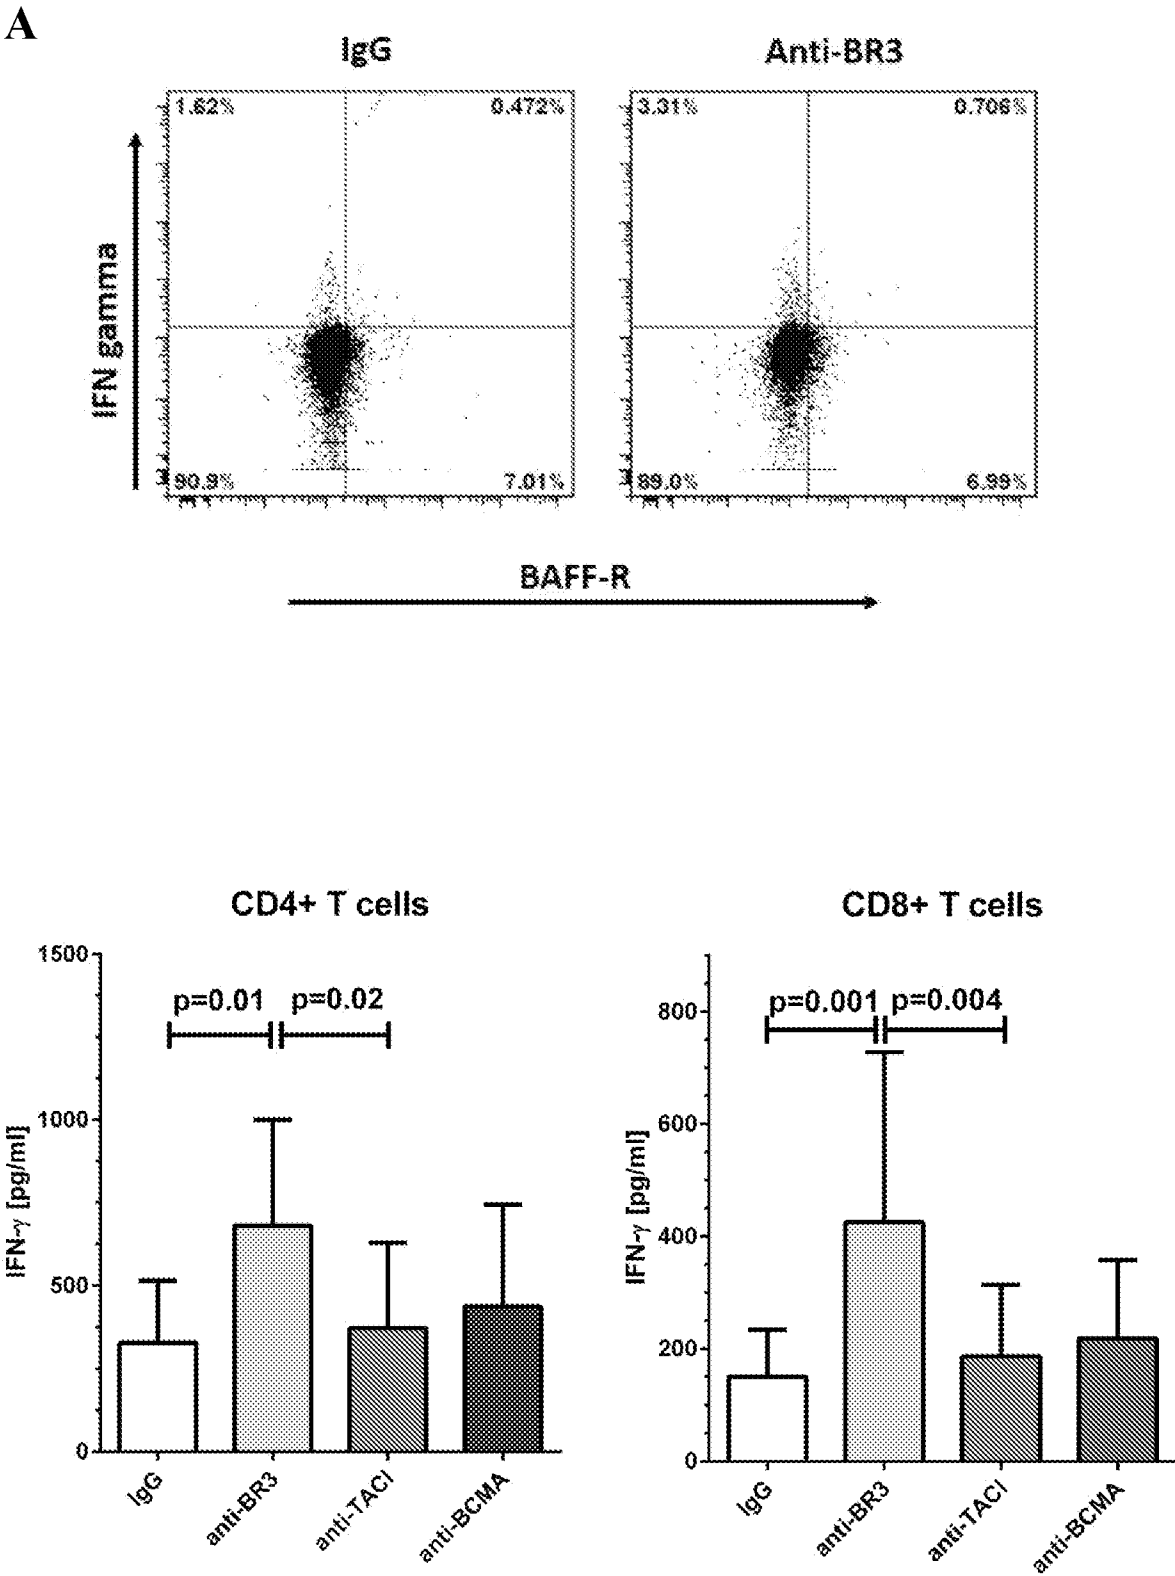 A
IgG
Anti-BR3
1.62%
0.472%
3.31%
0.706%
IFN gamma
90.9%
7.01%
89.0%
6.99%
BAFF-R
CD4+ T cells
CD8+ T cells
IFN-γ [pg/ml]
1500
1000
500
0
p=0.01
p=0.02
IgG
anti-BR3
anti-TACI
anti-BCMA
IFN-γ [pg/ml]
800
600
400
200
0
p=0.001
p=0.004
IgG
anti-BR3
anti-TACI
anti-BCMA